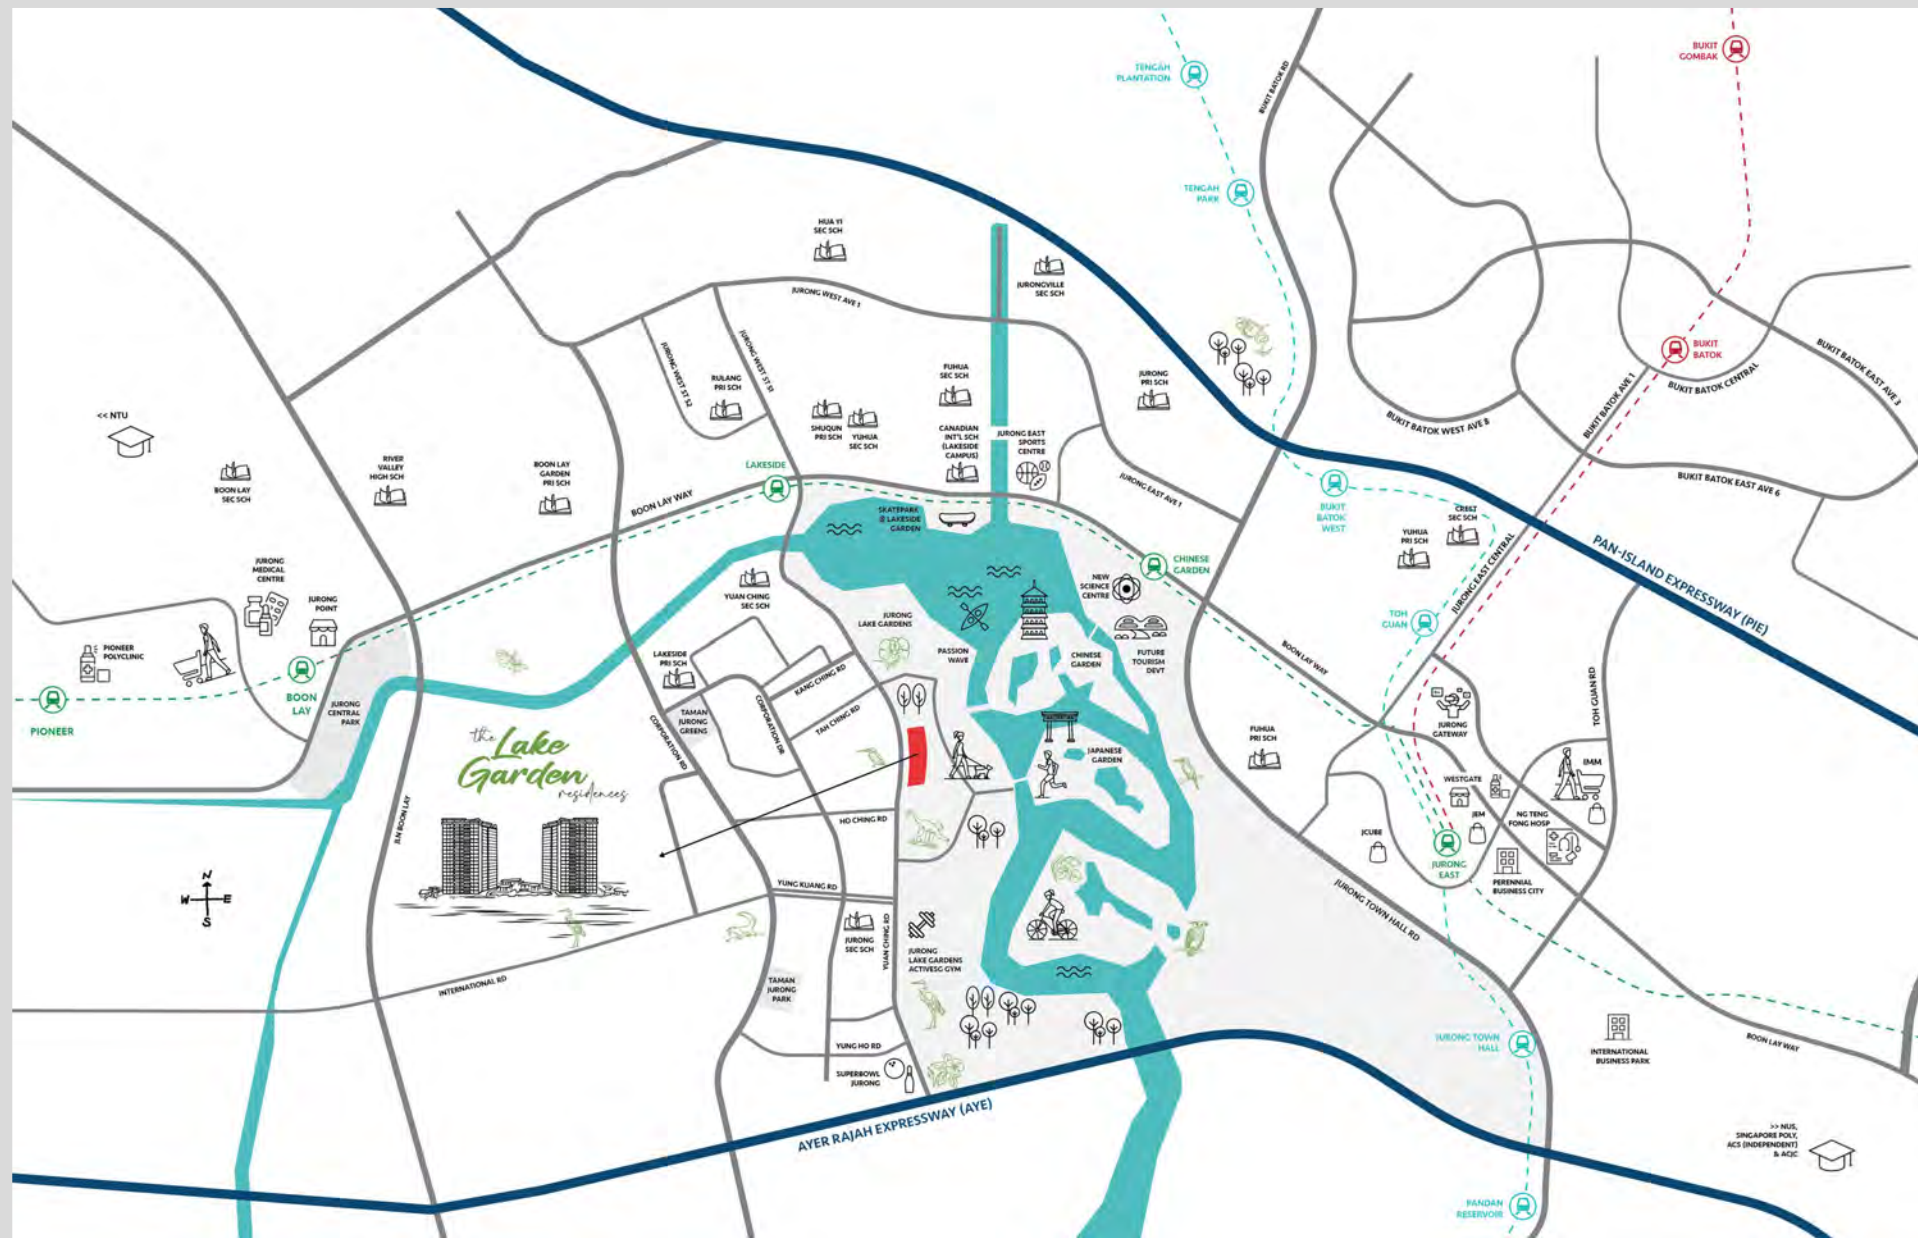 BUKIT
GOMBAK
TENGAH
PLANTATION
BUKIT BATOK RD
TENGAH
PARK
HUA YI
SEC SCH
JURONGVILLE
SEC SCH
JURONG WEST AVE 1
JURONG WEST ST 52
JURONG WEST ST 51
RULANG
PRI SCH
FUHUA
SEC SCH
JURONG
PRI SCH
BUKIT
BATOK
BUKIT BATOK CENTRAL
BUKIT BATOK EAST AVE 3
BUKIT BATOK AVE 1
BUKIT BATOK WEST AVE 8
BUKIT BATOK EAST AVE 6
<< NTU
BOON LAY
SEC SCH
RIVER
VALLEY
HIGH SCH
BOON LAY
GARDEN
PRI SCH
SHUQUN
PRI SCH
YUHUA
SEC SCH
CANADIAN
INT'L SCH
(LAKESIDE
CAMPUS)
JURONG EAST
SPORTS
CENTRE
LAKESIDE
BOON LAY WAY
JURONG EAST AVE 1
SKATEPARK
@ LAKESIDE
GARDEN
BUKIT
BATOK
WEST
CREST
SEC SCH
YUHUA
PRI SCH
PAN-ISLAND EXPRESSWAY (PIE)
JURONG EAST CENTRAL
CHINESE
GARDEN
JURONG
MEDICAL
CENTRE
JURONG
POINT
PIONEER
POLYCLINIC
YUAN CHING
SEC SCH
NEW
SCIENCE
CENTRE
JURONG
LAKE GARDENS
PASSION
WAVE
CHINESE
GARDEN
FUTURE
TOURISM
DEVT
TOH
GUAN
BOON LAY WAY
BOON
LAY
PIONEER
JURONG
CENTRAL
PARK
LAKESIDE
PRI SCH
KANG CHING RD
TAH CHING RD
TAMAN
JURONG
GREENS
CORPORATION DR
CORPORATION RD
the Lake
Garden
residences
JAPANESE
GARDEN
FUHUA
PRI SCH
JURONG
GATEWAY
TOH GUAN RD
WESTGATE
IMM
JEM
NG TENG
FONG HOSP
JCUBE
JURONG
EAST
PERENNIAL
BUSINESS CITY
JLN BOON LAY
HO CHING RD
YUNG KUANG RD
JURONG TOWN HALL RD
N
W E
S
JURONG
SEC SCH
YUAN CHING RD
JURONG
LAKE GARDENS
ACTIVESG GYM
INTERNATIONAL RD
TAMAN
JURONG
PARK
YUNG HO RD
SUPERBOWL
JURONG
JURONG TOWN
HALL
INTERNATIONAL
BUSINESS PARK
BOON LAY WAY
AYER RAJAH EXPRESSWAY (AYE)
>> NUS,
SINGAPORE POLY,
ACS (INDEPENDENT)
& ACJC
PANDAN
RESERVOIR